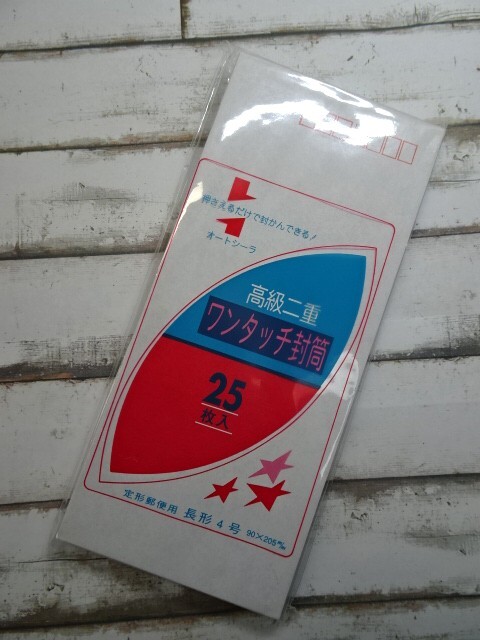 押さえるだけで封かんできる!
オートシーラ
高級二重
ワンタッチ封筒
25
枚入
定形郵便用 長形4号 90×205㎜